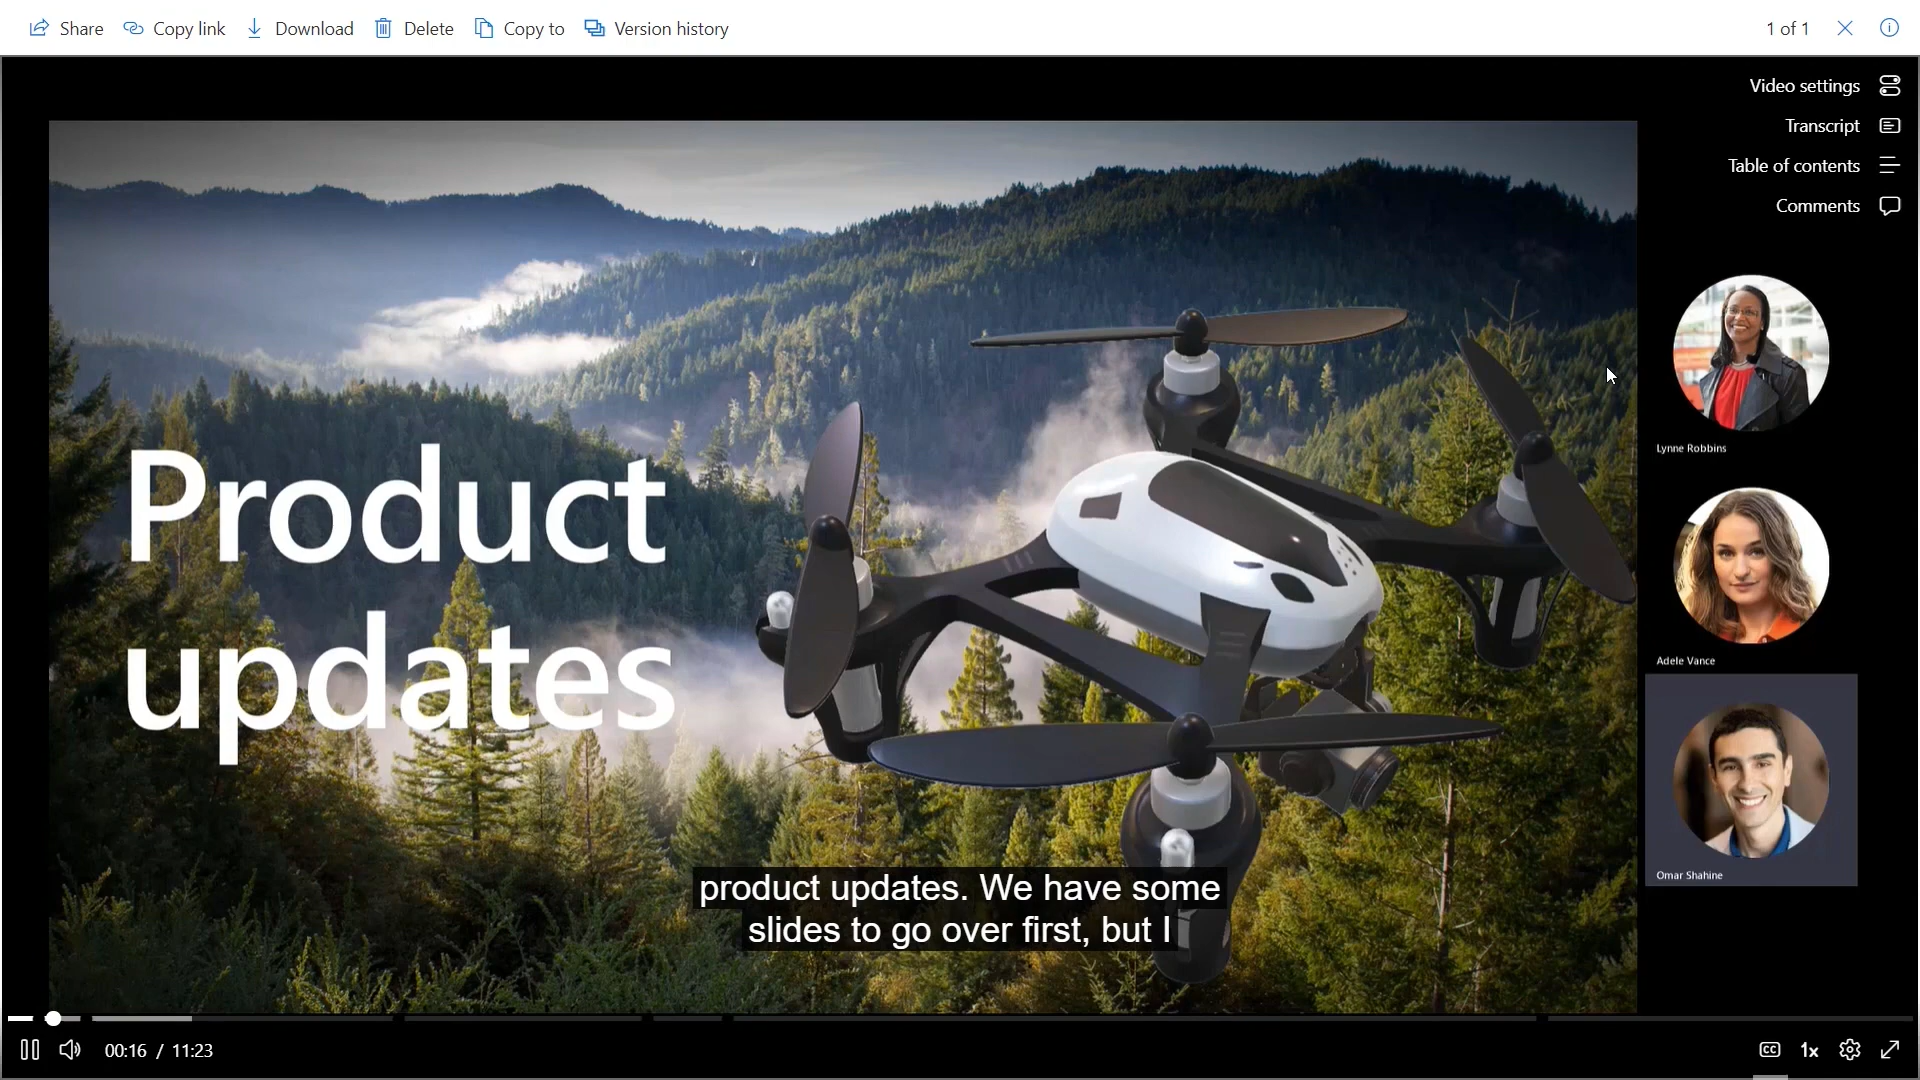 Share
Copy link
Download
Delete
Copy to
Version history
1 of 1
Video settings
Transcript
Table of contents
Comments
Product
updates
Lynne Robbins
Adele Vance
Omar Shahine
product updates. We have some
slides to go over first, but I
00:16 / 11:23
CC
1x